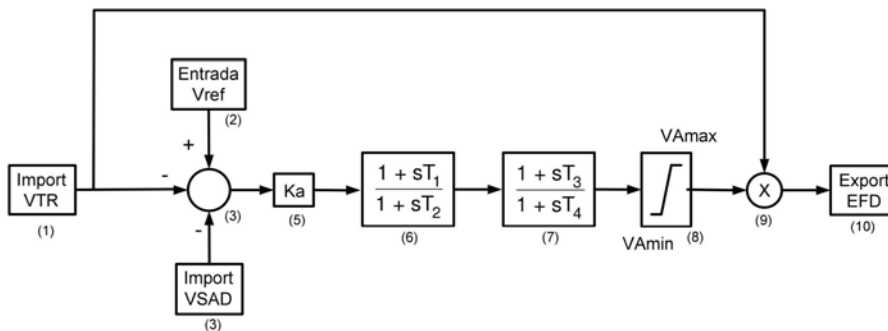 Entrada
Vref
(2)
+
VAmax
Import
VTR
(1)
-
(3)
Ka
(5)
1 + sT1
1 + sT2
(6)
1 + sT3
1 + sT4
(7)
VAmin
(8)
X
(9)
Export
EFD
(10)
-
Import
VSAD
(3)